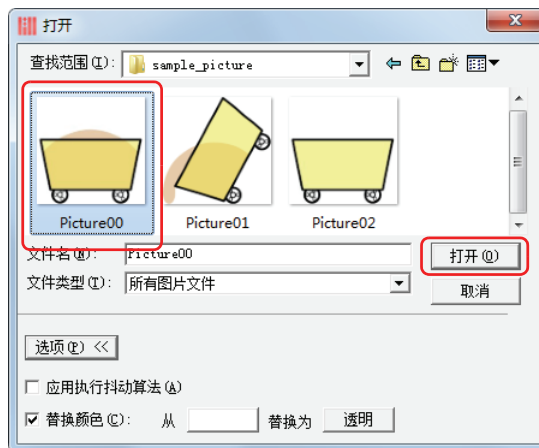 打开
查找范围(I): sample_picture
Picture00 Picture01 Picture02
文件名(N): Picture00 打开(O)
文件类型(T): 所有图片文件 取消
选项(P) <<
应用执行抖动算法(A)
替换颜色(C): 从 替换为 透明